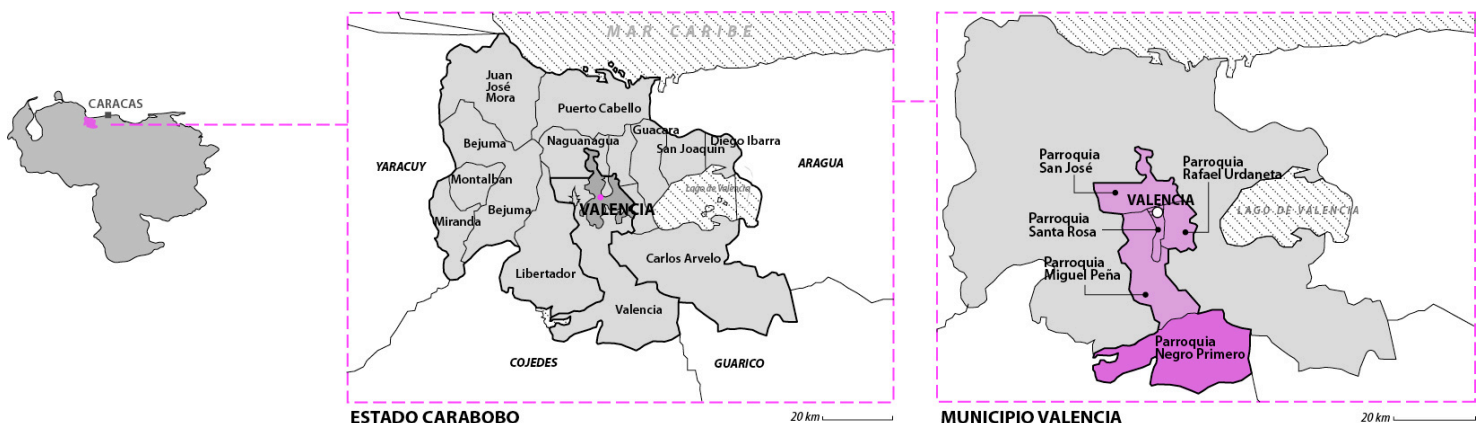 CARACAS
MAR CARIBE
Juan
José
Mora
Puerto Cabello
Guacara
Naguanagua
Diego Ibarra
San Joaquin
Bejuma
YARACUY
ARAGUA
Montalban
Lago de Valencia
VALENCIA
Bejuma
Miranda
Libertador
Carlos Arvelo
Valencia
COJEDES
GUARICO
ESTADO CARABOBO
20 km
Parroquia
San José
Parroquia
Rafael Urdaneta
VALENCIA
LAGO DE VALENCIA
Parroquia
Santa Rosa
Parroquia
Miguel Peña
Parroquia
Negro Primero
MUNICIPIO VALENCIA
20 km